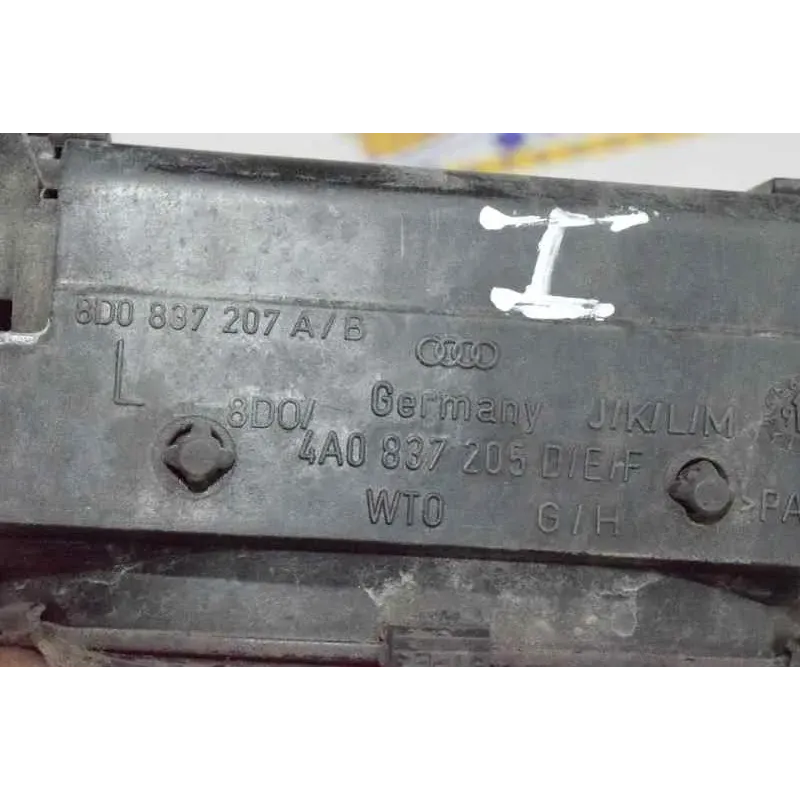 I
8D0 837 207 A/B
L
8D0/ Germany J/K/L/M
4A0 837 205 D/E/F
WTO G/H >PA